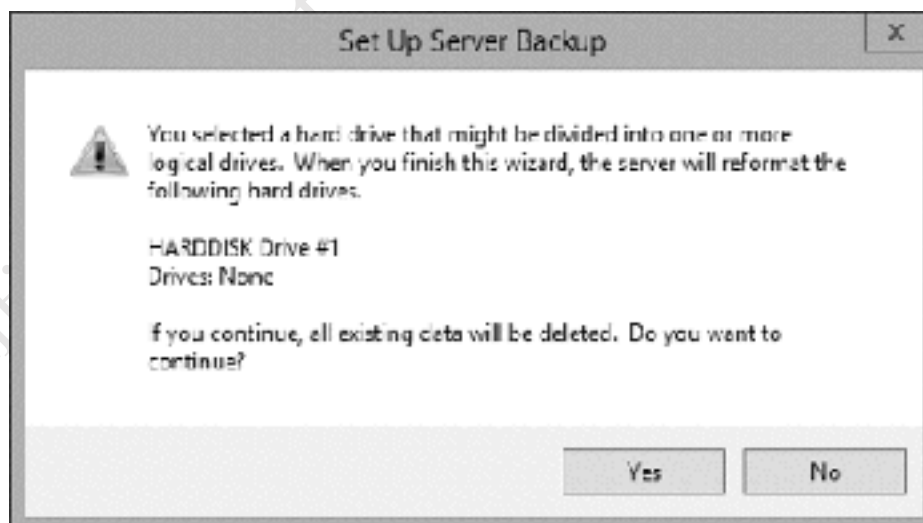 Set Up Server Backup
x
You selected a hard drive that might be divided into one or more
logical drives. When you finish this wizard, the server will reformat the
following hard drives.
HARDDISK Drive #1
Drives: None
If you continue, all existing data will be deleted. Do you want to
continue?
Yes
No